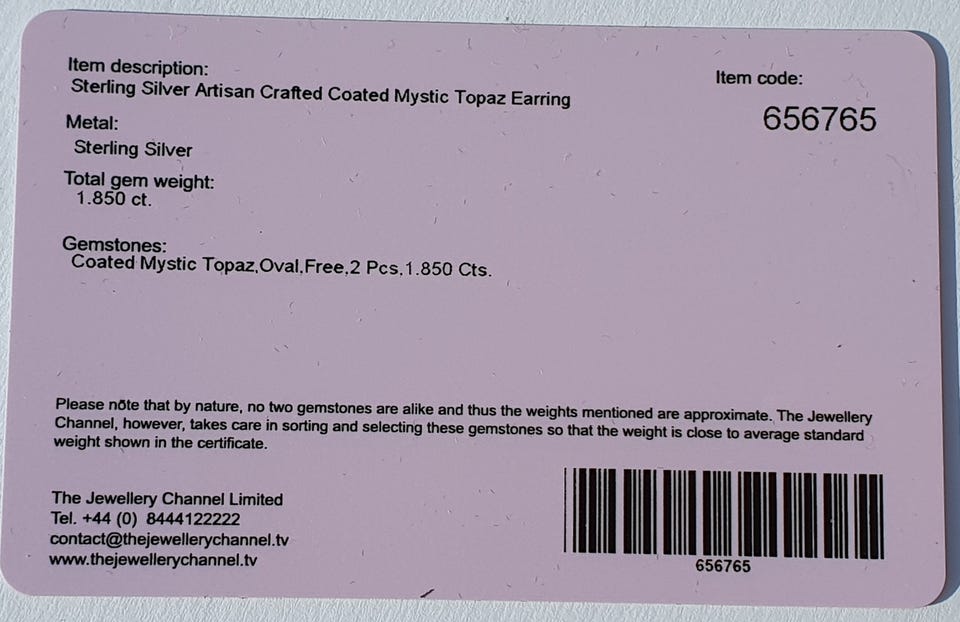 Item description:
Sterling Silver Artisan Crafted Coated Mystic Topaz Earring
Item code:
656765
Metal:
Sterling Silver
Total gem weight:
1.850 ct.
Gemstones:
Coated Mystic Topaz,Oval,Free,2 Pcs,1.850 Cts.
Please note that by nature, no two gemstones are alike and thus the weights mentioned are approximate. The Jewellery
Channel, however, takes care in sorting and selecting these gemstones so that the weight is close to average standard
weight shown in the certificate.
The Jewellery Channel Limited
Tel. +44 (0) 8444122222
contact@thejewellerychannel.tv
www.thejewellerychannel.tv
656765